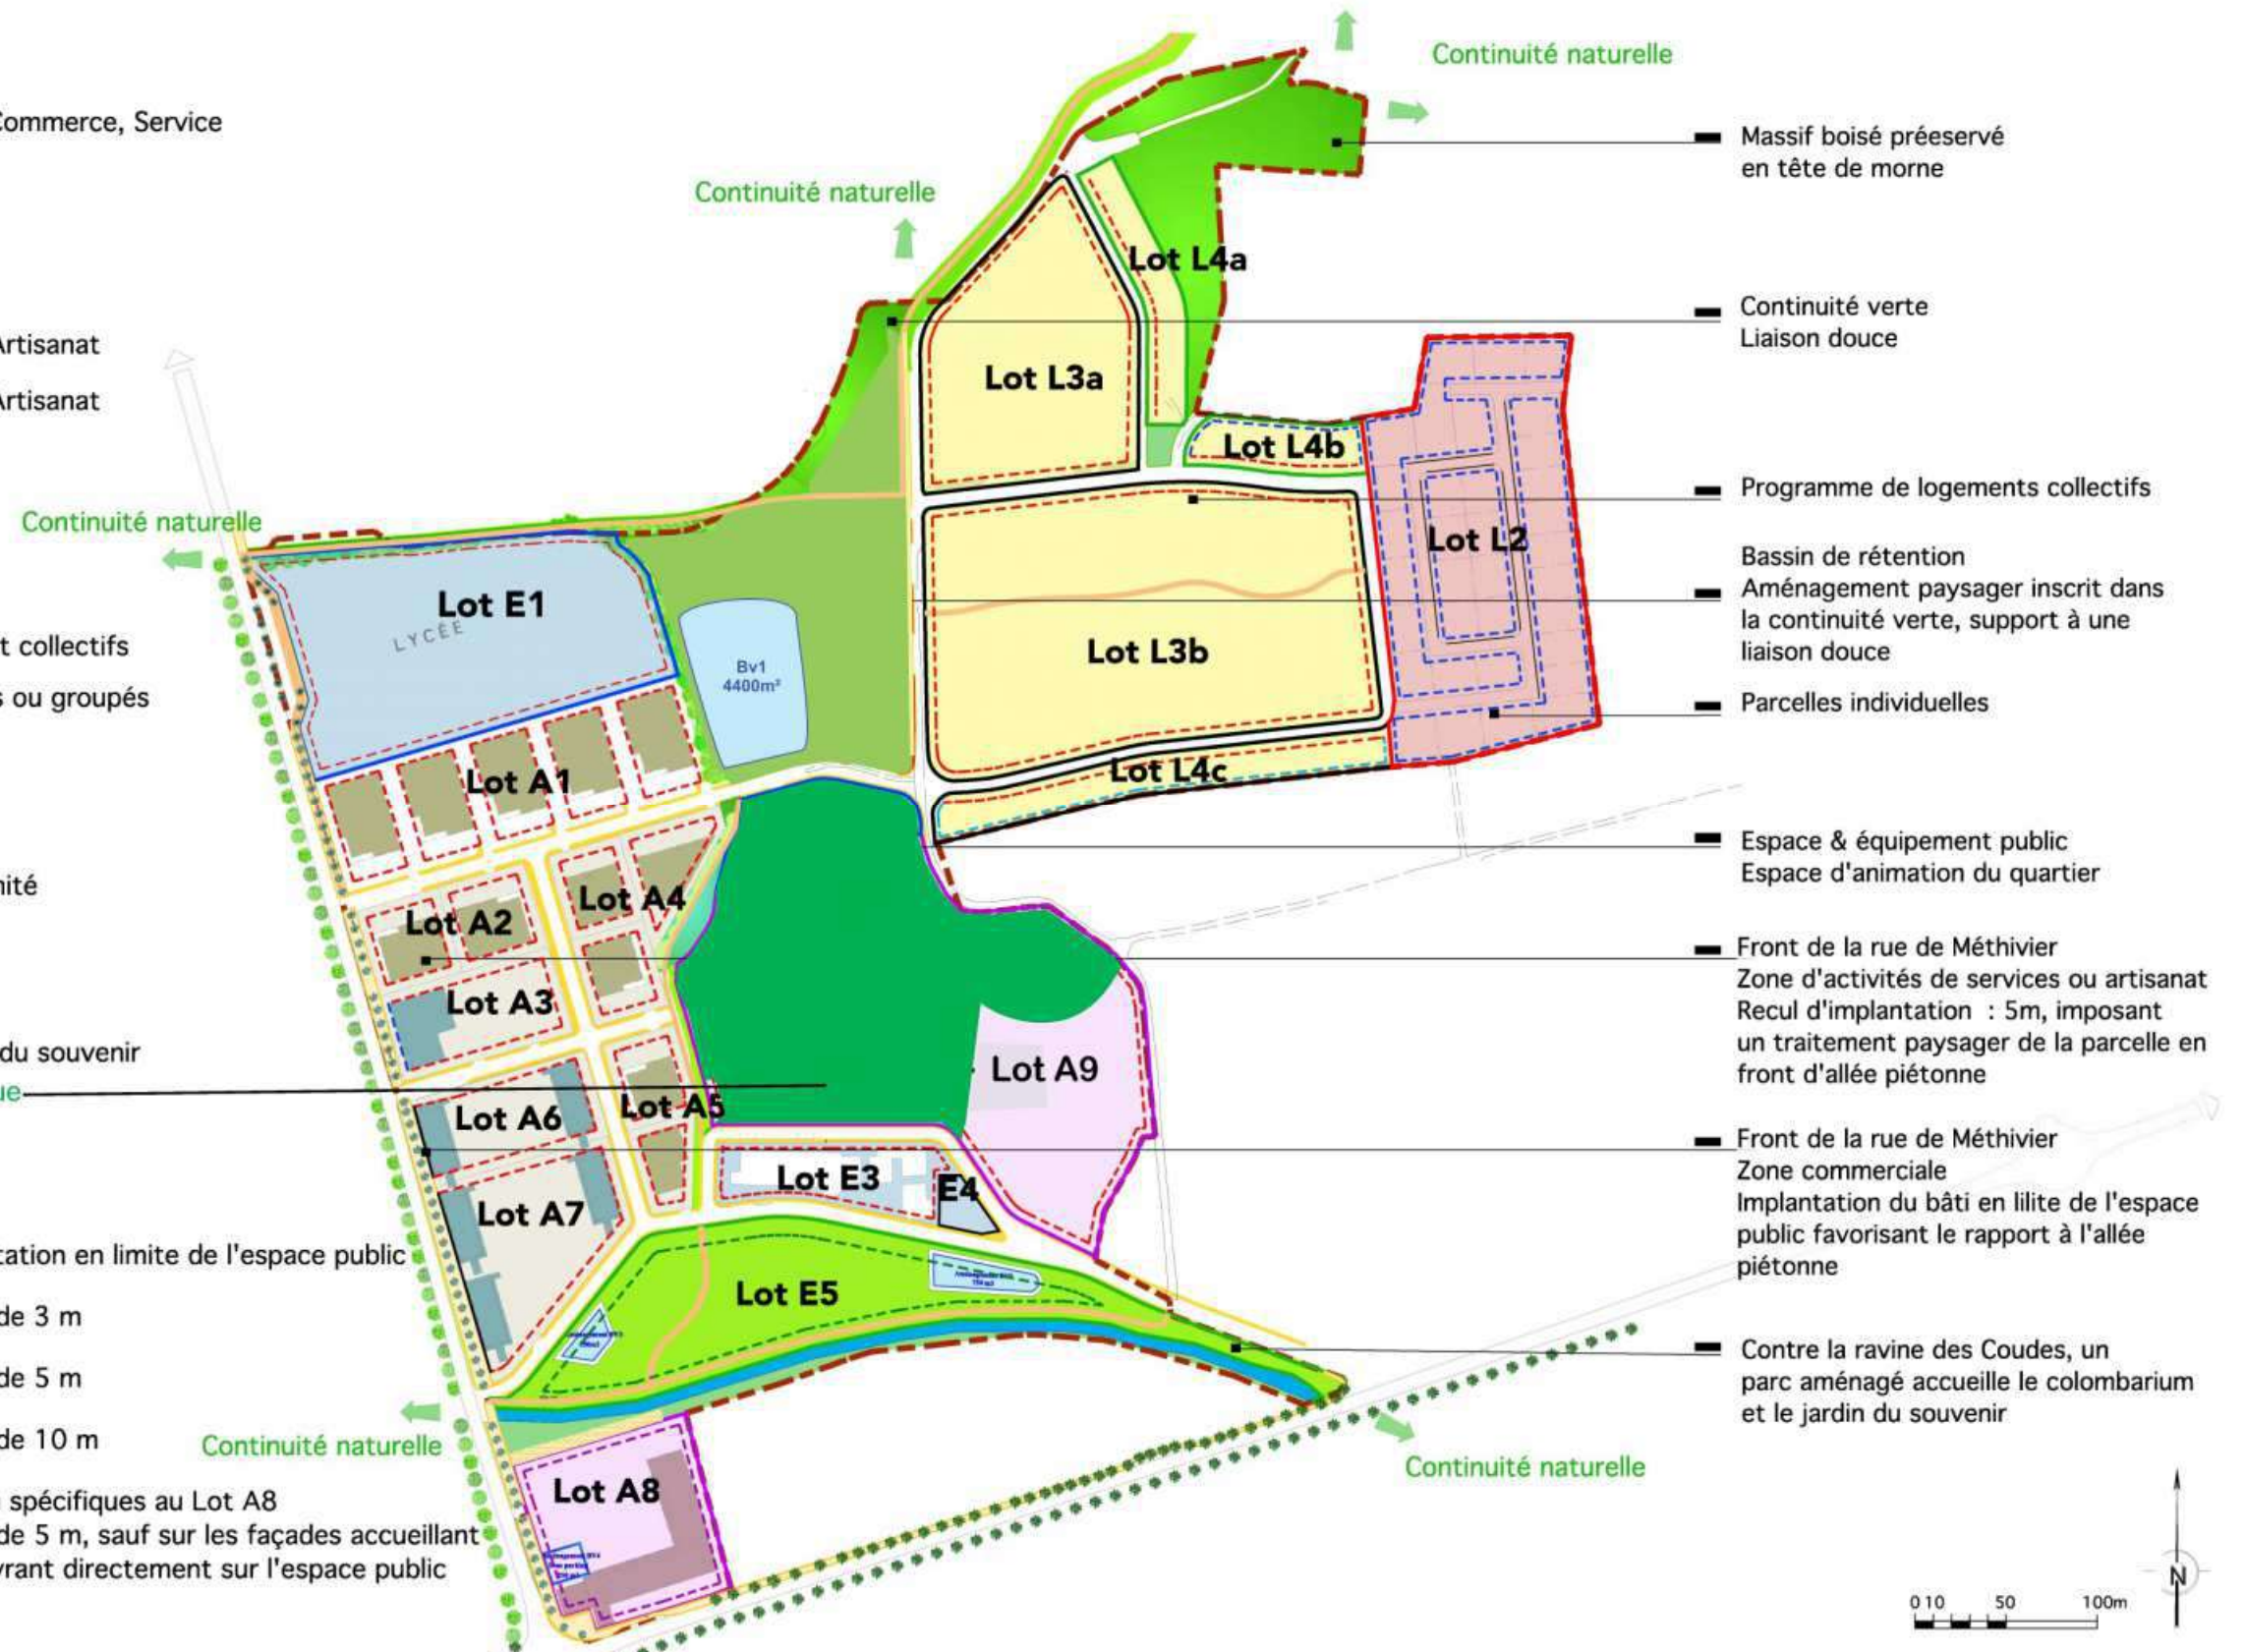 Commerce, Service
Artisanat
Artisanat
Continuité naturelle
t collectifs
s ou groupés
nité
du souvenir
ue
tation en limite de l'espace public
de 3 m
de 5 m
de 10 m
Continuité naturelle
spécifiques au Lot A8
de 5 m, sauf sur les façades accueillant
vrant directement sur l'espace public
Continuité naturelle
Continuité naturelle
Lot L4a
Lot L3a
Lot L4b
Lot L2
Lot E1
LYCÉE
Bv1
4400m²
Lot L3b
Lot L4c
Lot A1
Lot A4
Lot A2
Lot A3
Lot A9
Lot A5
Lot A6
Lot E3
E4
Lot A7
Lot E5
Lot A8
Continuité naturelle
Massif boisé préeservé
en tête de morne
Continuité verte
Liaison douce
Programme de logements collectifs
Bassin de rétention
Aménagement paysager inscrit dans
la continuité verte, support à une
liaison douce
Parcelles individuelles
Espace & équipement public
Espace d'animation du quartier
Front de la rue de Méthivier
Zone d'activités de services ou artisanat
Recul d'implantation : 5m, imposant
un traitement paysager de la parcelle en
front d'allée piétonne
Front de la rue de Méthivier
Zone commerciale
Implantation du bâti en lilite de l'espace
public favorisant le rapport à l'allée
piétonne
Contre la ravine des Coudes, un
parc aménagé accueille le colombarium
et le jardin du souvenir
0 10 50 100m
N